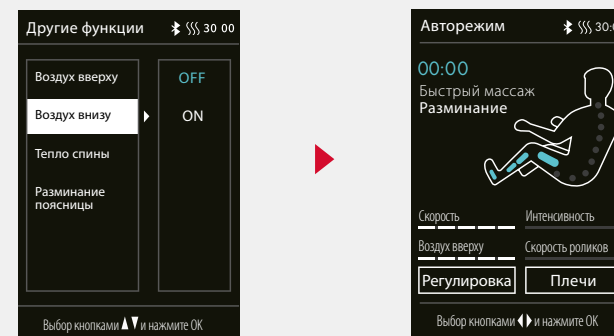 Другие функции 30 00
Воздух вверху OFF
Воздух внизу ON
Тепло спины
Разминание
поясницы
Выбор кнопками и нажмите OK
Авторежим
00:00
Быстрый массаж
Разминание
Скорость Интенсивность
Воздух вверху Скорость роликов
Регулировка Плечи
Выбор кнопками и нажмите OK